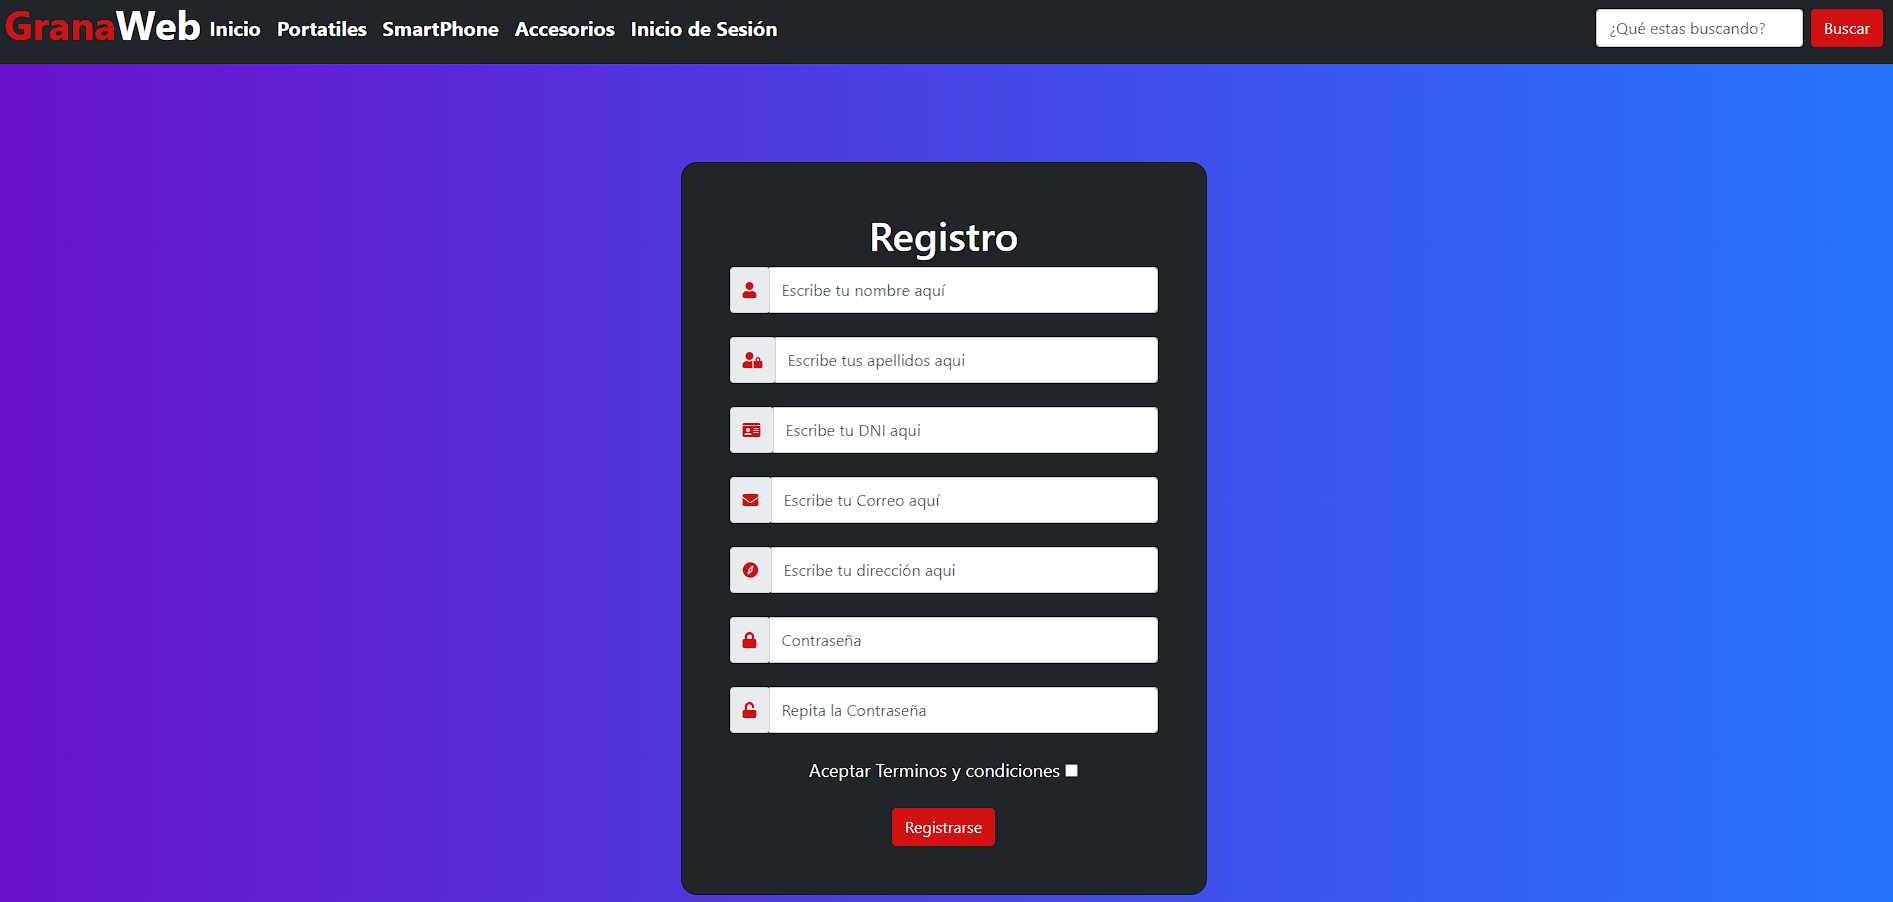 GranaWeb Inicio Portatiles SmartPhone Accesorios Inicio de Sesión ¿Qué estas buscando? Buscar
Registro
Escribe tu nombre aquí
Escribe tus apellidos aqui
Escribe tu DNI aqui
Escribe tu Correo aquí
Escribe tu dirección aqui
Contraseña
Repita la Contraseña
Aceptar Terminos y condiciones
Registrarse